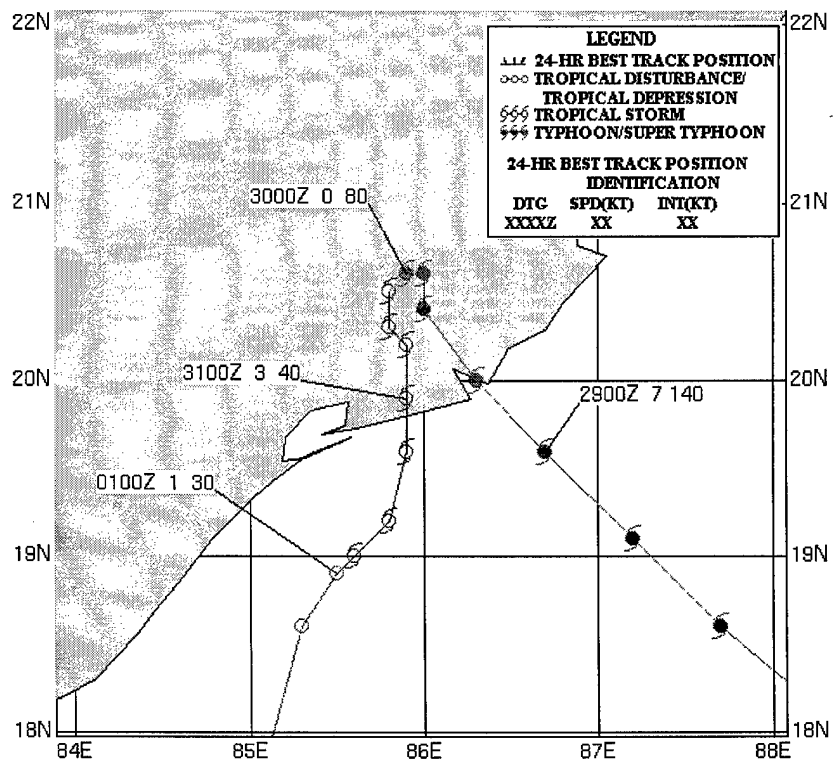 22N
22N
LEGEND
24-HR BEST TRACK POSITION
TROPICAL DISTURBANCE/
TROPICAL DEPRESSION
TROPICAL STORM
TYPHOON/SUPER TYPHOON
24-HR BEST TRACK POSITION
IDENTIFICATION
DTG SPD(KT) INT(KT)
XXXXZ XX XX
21N
21N
3000Z 0 80
20N
20N
3100Z 3 40
2900Z 7 140
0100Z 1 30
19N
19N
18N
18N
84E 85E 86E 87E 88E